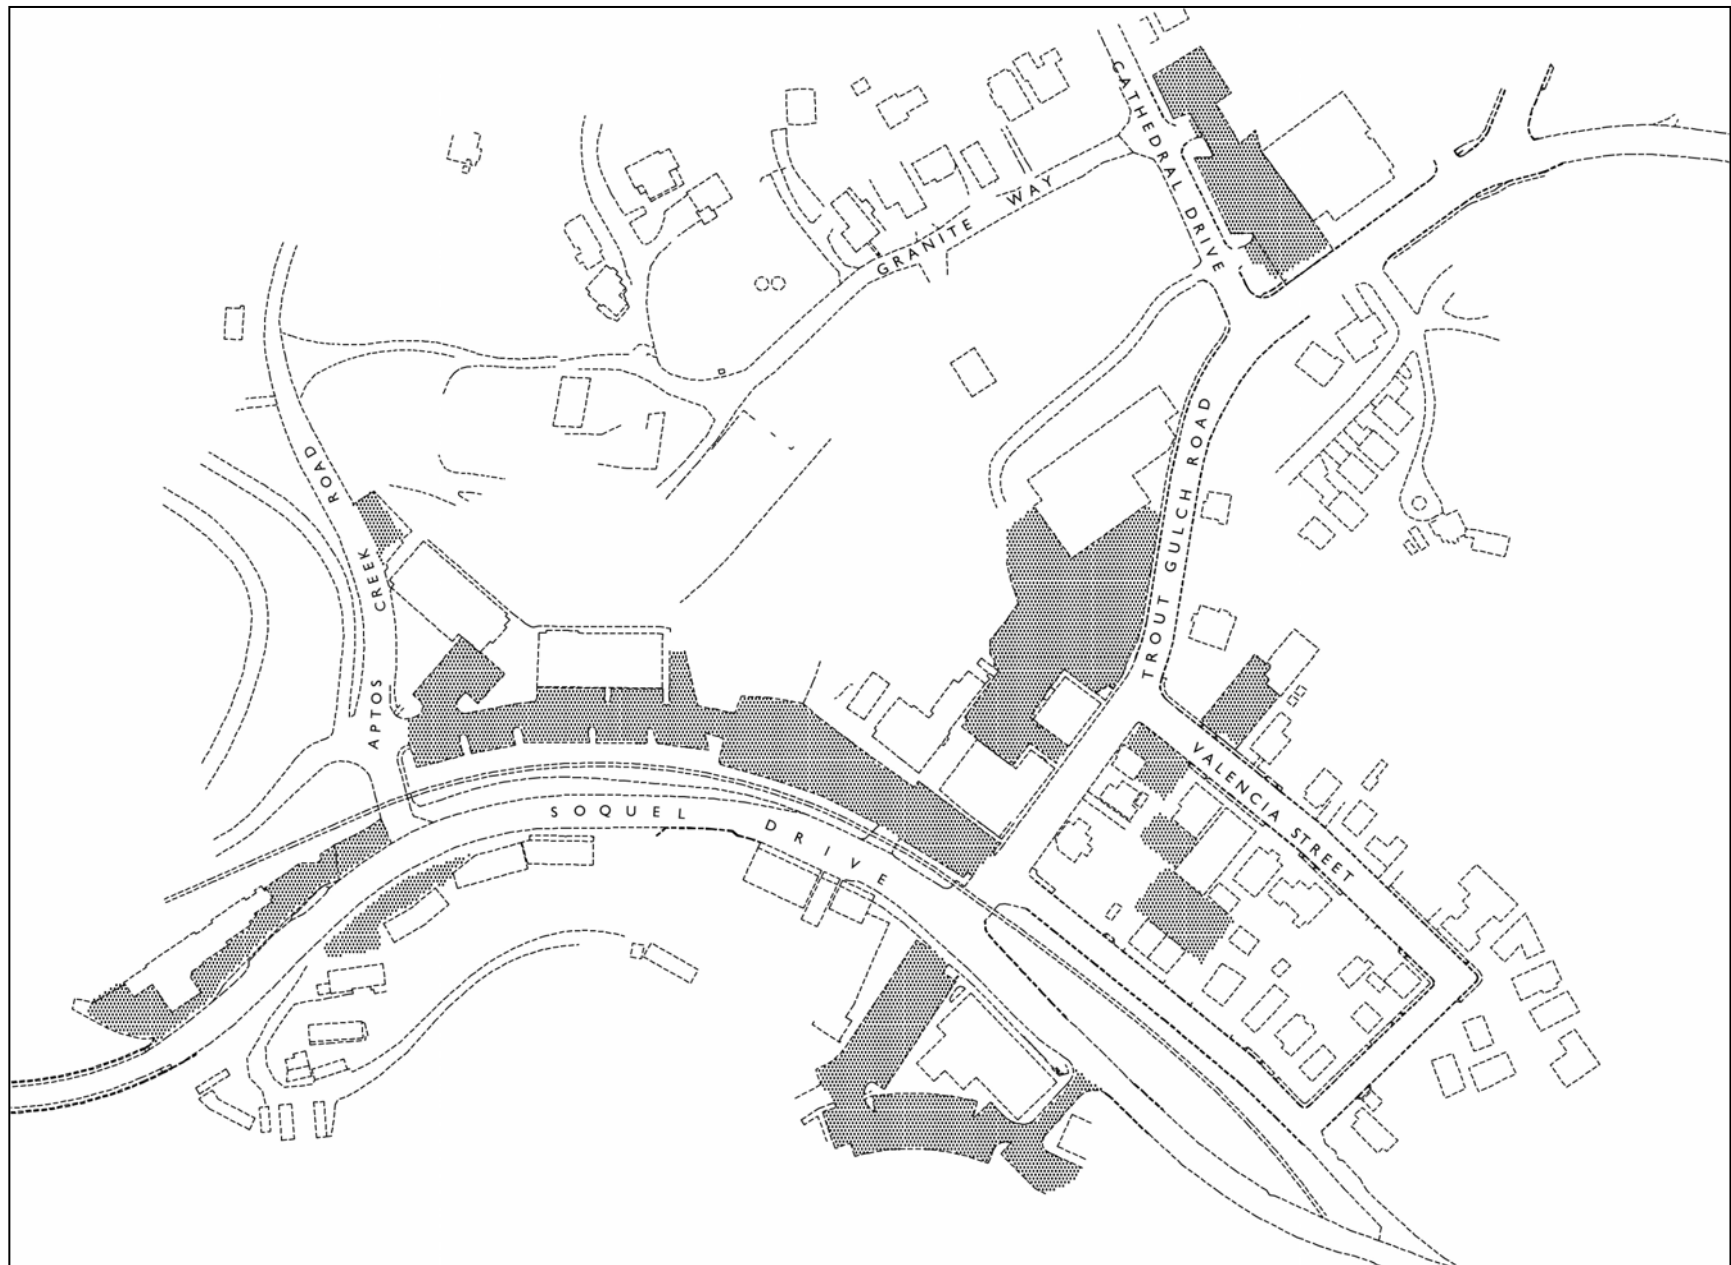 CATHEDRAL DRIVE
GRANITE WAY
APTOS CREEK ROAD
TROUT GULCH ROAD
VALENCIA STREET
SOQUEL DRIVE